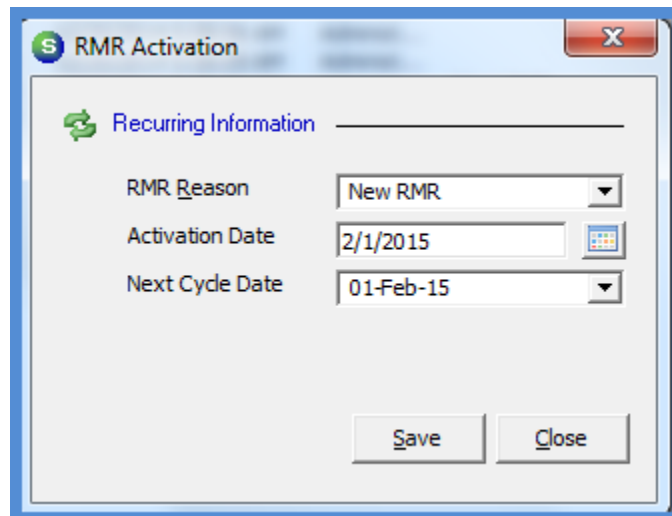 S RMR Activation
Recurring Information
RMR Reason New RMR
Activation Date 2/1/2015
Next Cycle Date 01-Feb-15
Save Close